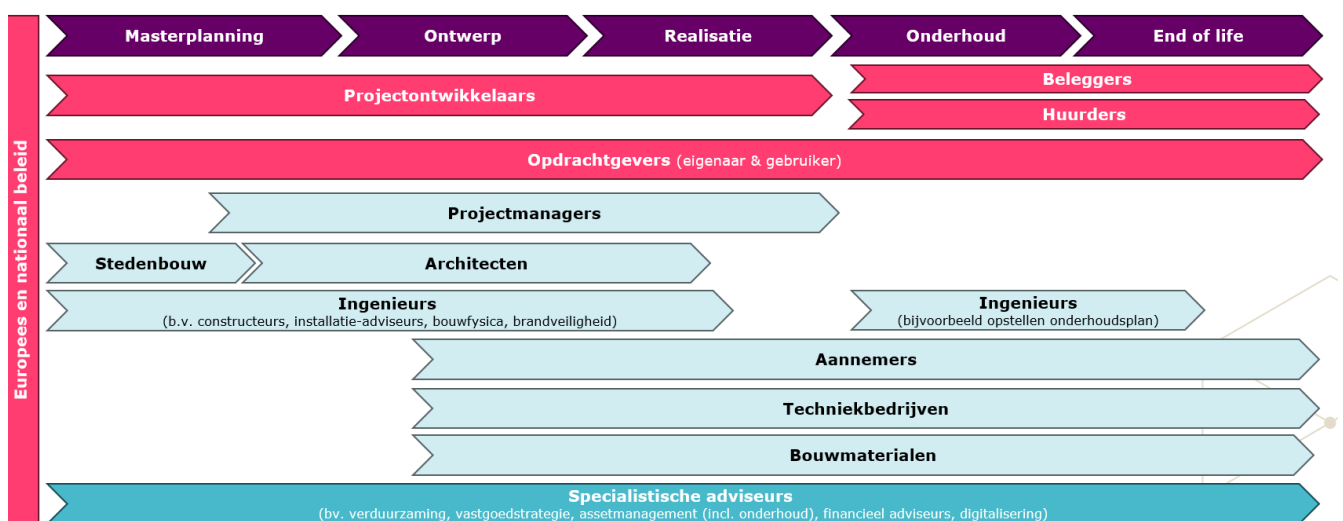 Europees en nationaal beleid
Masterplanning
Ontwerp
Realisatie
Onderhoud
End of life
Projectontwikkelaars
Beleggers
Huurders
Opdrachtgevers (eigenaar & gebruiker)
Projectmanagers
Stedenbouw
Architecten
Ingenieurs
(b.v. constructeurs, installatie-adviseurs, bouwfysica, brandveiligheid)
Ingenieurs
(bijvoorbeeld opstellen onderhoudsplan)
Aannemers
Techniekbedrijven
Bouwmaterialen
Specialistische adviseurs
(bv. verduurzaming, vastgoedstrategie, assetmanagement (incl. onderhoud), financieel adviseurs, digitalisering)